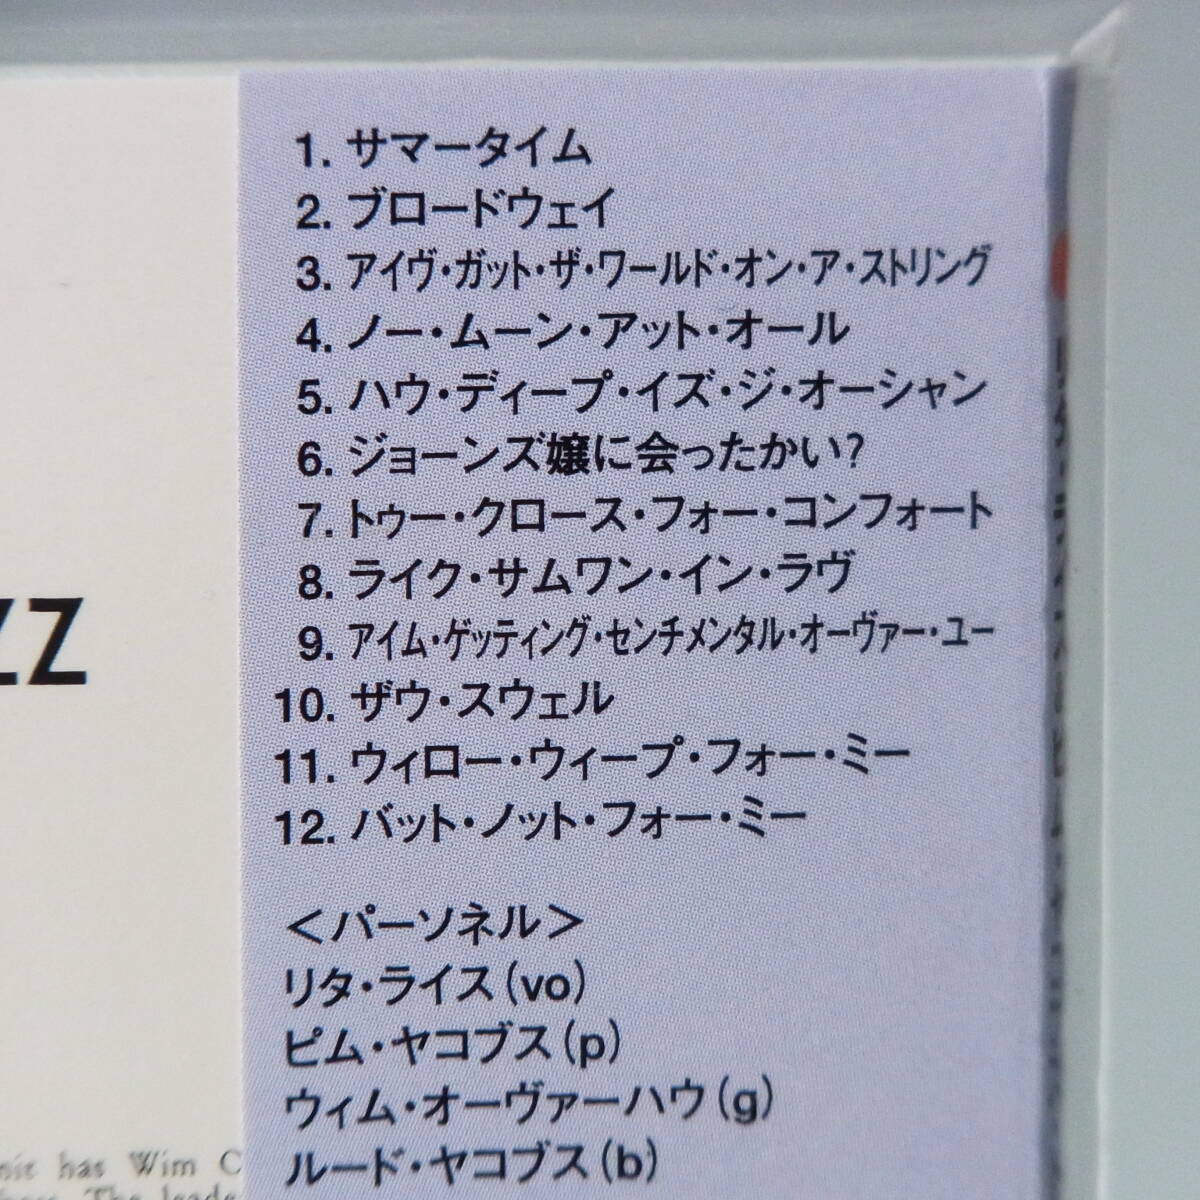 1. サマータイム
2. ブロードウェイ
3. アイヴ・ガット・ザ・ワールド・オン・ア・ストリング
4. ノー・ムーン・アット・オール
5. ハウ・ディープ・イズ・ジ・オーシャン
6. ジョーンズ嬢に会ったかい?
7. トゥー・クロース・フォー・コンフォート
8. ライク・サムワン・イン・ラヴ
9. アイム・ゲッティング・センチメンタル・オーヴァー・ユー
10. ザウ・スウェル
11. ウィロー・ウィープ・フォー・ミー
12. バット・ノット・フォー・ミー
<パーソネル>
リタ・ライス(vo)
ピム・ヤコブス(p)
ウィム・オーヴァーハウ(g)
ルード・ヤコブス(b)
ZZ
has Wim C
The leade